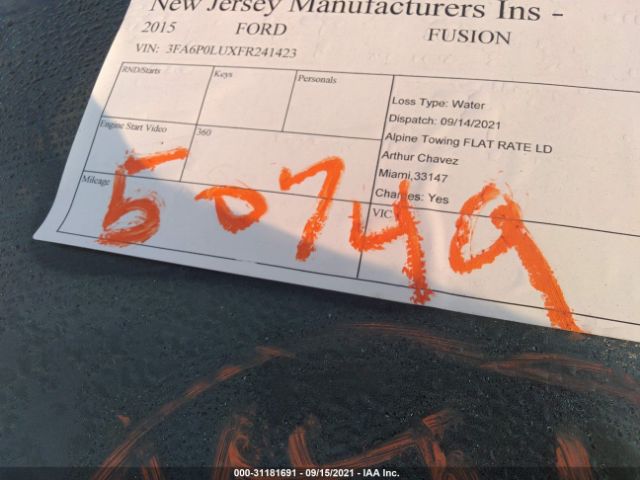 New Jersey Manufacturers Ins -
2015 FORD FUSION
VIN: 3FA6P0LUXFR241423
RND/Starts Keys Personals
Loss Type: Water
Dispatch: 09/14/2021
Engine Start Video 360
Alpine Towing FLAT RATE LD
Arthur Chavez
Miami,33147
Charges: Yes
Mileage VIC
50749
000-31181691 - 09/15/2021 - IAA Inc.